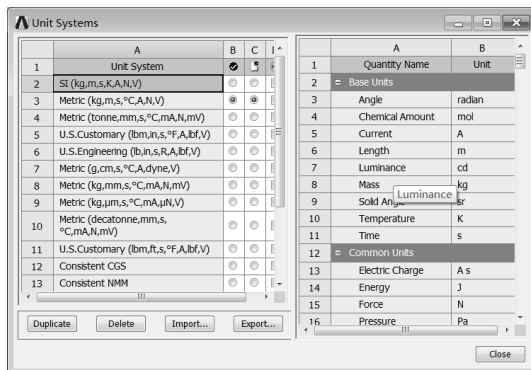 Unit Systems
A B C
1 Unit System
2 SI (kg,m,s,K,A,N,V)
3 Metric (kg,m,s,°C,A,N,V)
4 Metric (tonne,mm,s,°C,mA,N,mV)
5 U.S.Customary (lbm,in,s,°F,A,lbf,V)
6 U.S.Engineering (lb,in,s,R,A,lbf,V)
7 Metric (g,cm,s,°C,A,dyne,V)
8 Metric (kg,mm,s,°C,mA,N,mV)
9 Metric (kg,µm,s,°C,mA,µN,V)
10 Metric (decatonne,mm,s,
°C,mA,N,mV)
11 U.S.Customary (lbm,ft,s,°F,A,lbf,V)
12 Consistent CGS
13 Consistent NMM
Duplicate Delete Import... Export...
A B
1 Quantity Name Unit
2 Base Units
3 Angle radian
4 Chemical Amount mol
5 Current A
6 Length m
7 Luminance cd
8 Mass kg
Luminance
9 Solid Angle sr
10 Temperature K
11 Time s
12 Common Units
13 Electric Charge A s
14 Energy J
15 Force N
16 Pressure Pa
Close